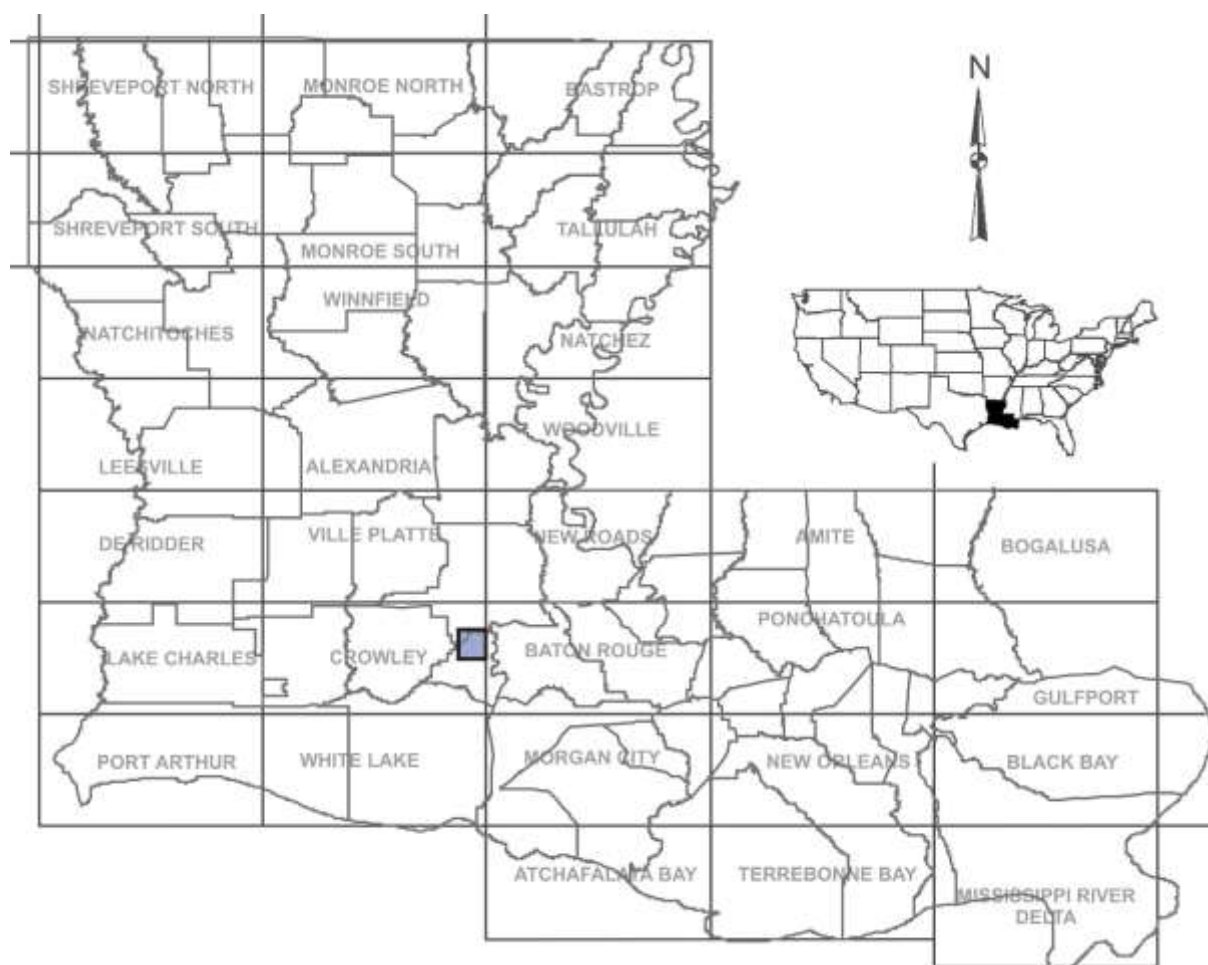 N
SHREVEPORT NORTH
MONROE NORTH
BASTROP
SHREVEPORT SOUTH
MONROE SOUTH
TALLULAH
NATCHITOCHES
WINNFIELD
NATCHEZ
LEESVILLE
ALEXANDRIA
WOODVILLE
DE RIDDER
VILLE PLATTE
NEW ROADS
AMITE
BOGALUSA
LAKE CHARLES
CROWLEY
BATON ROUGE
PONCHATOULA
GULFPORT
PORT ARTHUR
WHITE LAKE
MORGAN CITY
NEW ORLEANS
BLACK BAY
ATCHAFALAYA BAY
TERREBONNE BAY
MISSISSIPPI RIVER
DELTA